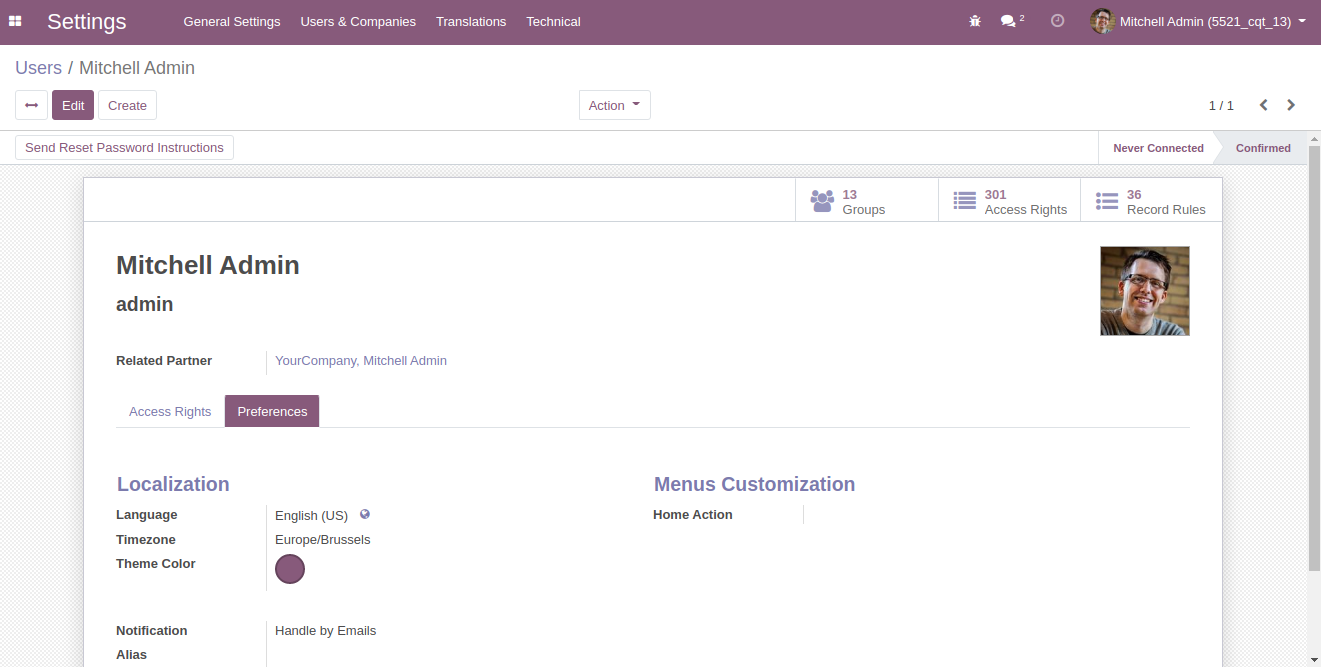 Settings General Settings Users & Companies Translations Technical 2 Mitchell Admin (5521_cqt_13)
Users / Mitchell Admin
Edit Create Action 1 / 1
Send Reset Password Instructions Never Connected Confirmed
13 301 36
Groups Access Rights Record Rules
Mitchell Admin
admin
Related Partner YourCompany, Mitchell Admin
Access Rights Preferences
Localization Menus Customization
Language English (US) Home Action
Timezone Europe/Brussels
Theme Color
Notification Handle by Emails
Alias